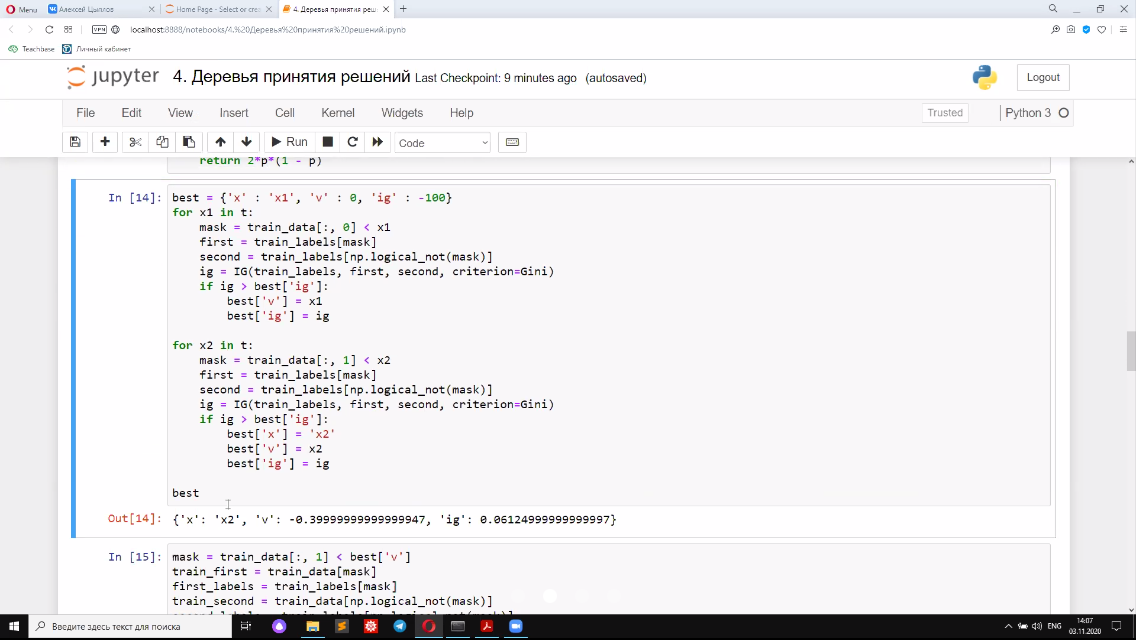 Menu
Алексей Цыплов
Home Page - Select or crea
4. Деревья принятия реше
VPN
localhost:8888/notebooks/4.%20Деревья%20принятия%20решений.ipynb
Teachbase
Личный кабинет
jupyter 4. Деревья принятия решений Last Checkpoint: 9 minutes ago (autosaved)
Logout
File Edit View Insert Cell Kernel Widgets Help
Trusted
Python 3
Run
Code
return 2*p*(1 - p)
In [14]: best = {'x' : 'x1', 'v' : 0, 'ig' : -100}
for x1 in t:
mask = train_data[:, 0] < x1
first = train_labels[mask]
second = train_labels[np.logical_not(mask)]
ig = IG(train_labels, first, second, criterion=Gini)
if ig > best['ig']:
best['v'] = x1
best['ig'] = ig
for x2 in t:
mask = train_data[:, 1] < x2
first = train_labels[mask]
second = train_labels[np.logical_not(mask)]
ig = IG(train_labels, first, second, criterion=Gini)
if ig > best['ig']:
best['x'] = 'x2'
best['v'] = x2
best['ig'] = ig
best
Out[14]: {'x': 'x2', 'v': -0.39999999999999947, 'ig': 0.06124999999999997}
In [15]: mask = train_data[:, 1] < best['v']
train_first = train_data[mask]
first_labels = train_labels[mask]
train_second = train_data[np.logical_not(mask)]
Введите здесь текст для поиска
ENG
14:07
03.11.2020